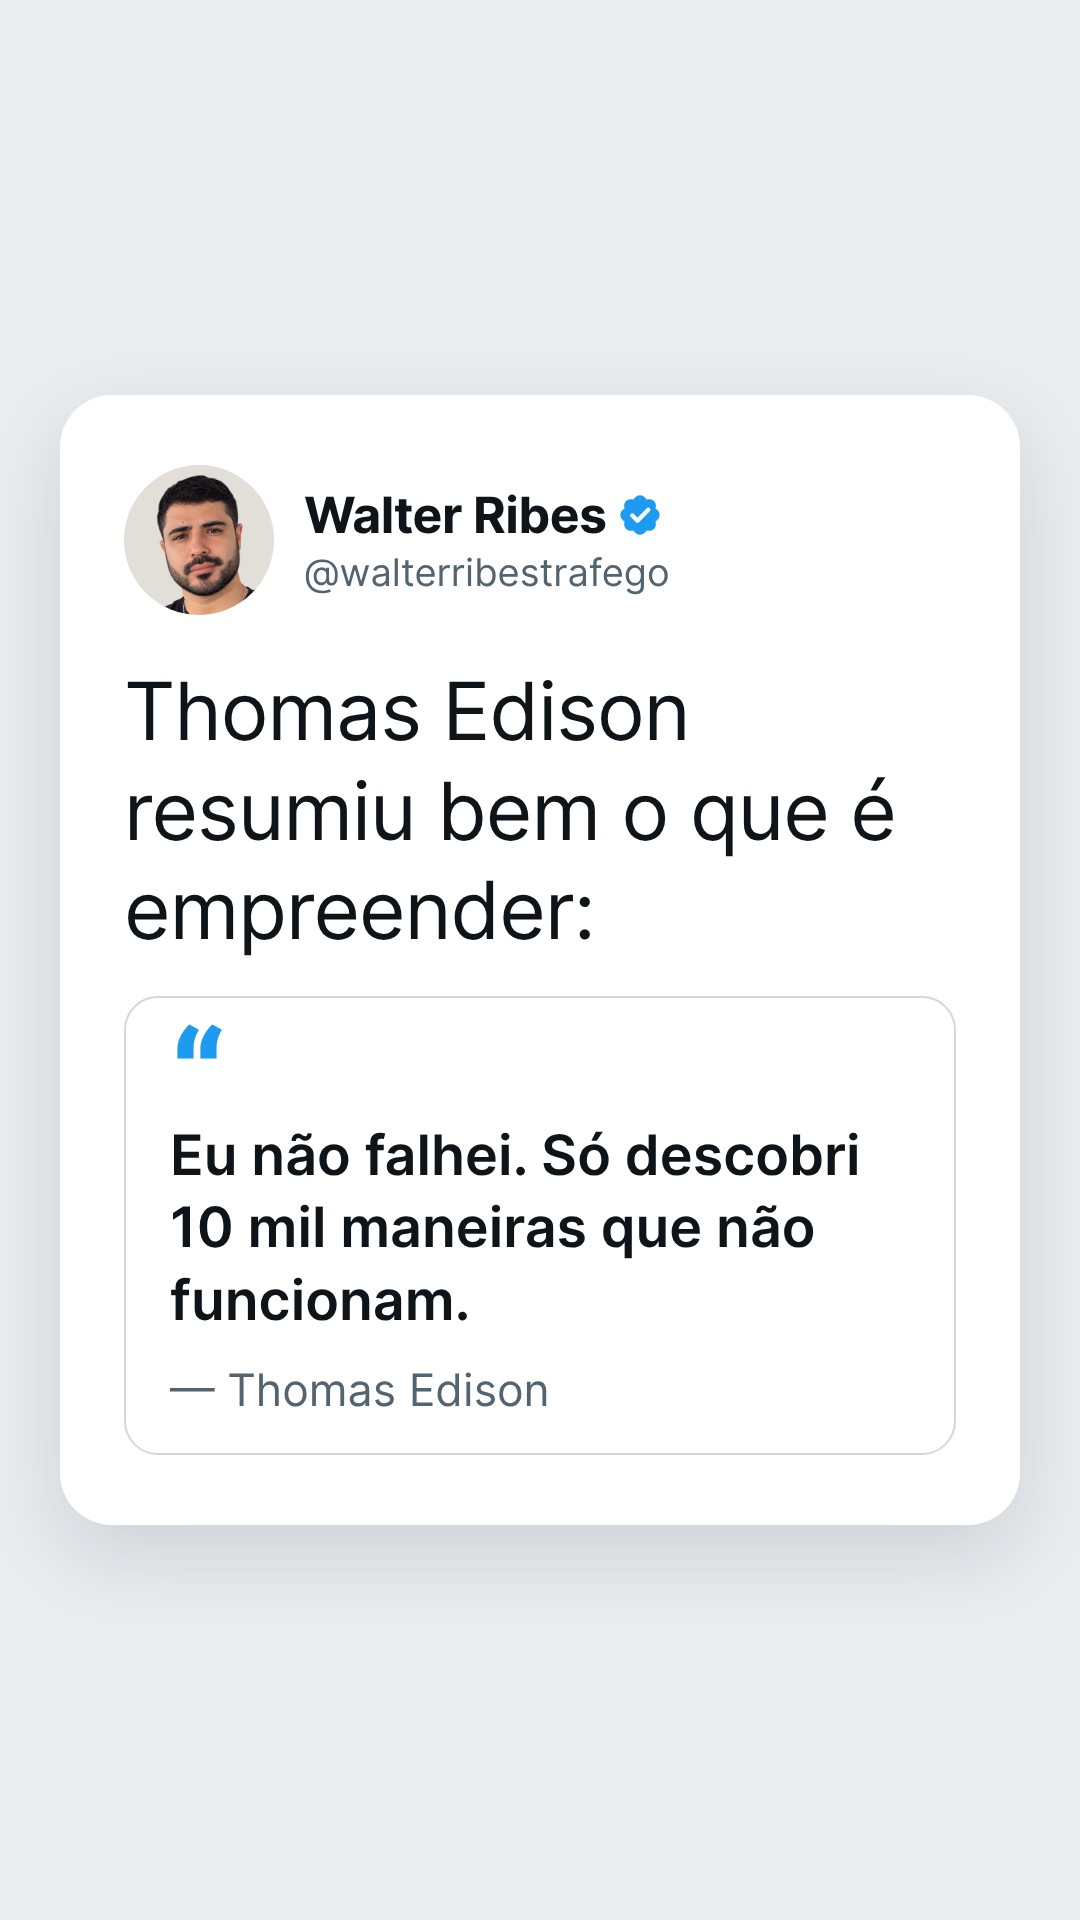 Walter Ribes
@walterribestrafego
Thomas Edison
resumiu bem o que é
empreender:
“
Eu não falhei. Só descobri
10 mil maneiras que não
funcionam.
— Thomas Edison